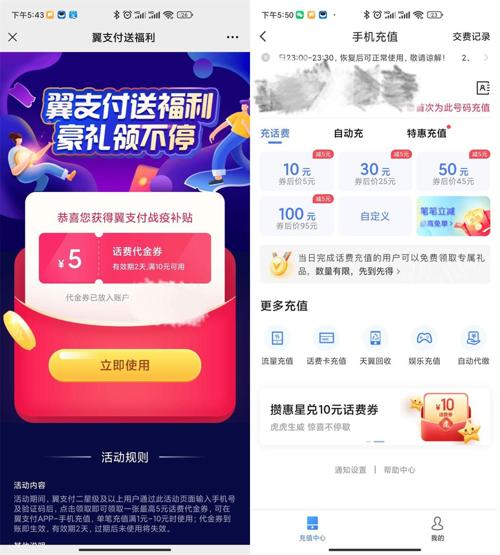 下午5:43
翼支付送福利
翼支付送福利
豪礼领不停
恭喜您获得翼支付战疫补贴
¥5
话费代金券
有效期2天,满10元可用
代金券已放入账户
立即使用
活动规则
活动内容
活动期间,翼支付二星级及以上用户通过此活动页面输入手机号
及验证码后,点击领取即可领取一张最高5元话费代金券,可在
翼支付APP-手机充值,单笔充值满1元-10元时使用;代金券到
账即生效,有效期2天,过期后未使用将失效。
下午5:50
手机充值
交费记录
日23:00-23:30,恢复后可正常使用,敬请谅解!
2、
首次为此号码充值
充话费
自动充
特惠充值
减5元
10元
券后价5元
减5元
30元
券后价25元
减5元
50元
券后价45元
减5元
100元
券后价95元
自定义
笔笔立减
最高免单
当日完成话费充值的用户可以免费领取专属礼
品,数量有限,先到先得
更多充值
流量充值
话费卡充值
天翼回收
娱乐充值
自动代缴
攒惠星兑10元话费券
虎虎生威 惊喜不停歇
¥10
话费券
通知设置
帮助中心
充值中心
我的